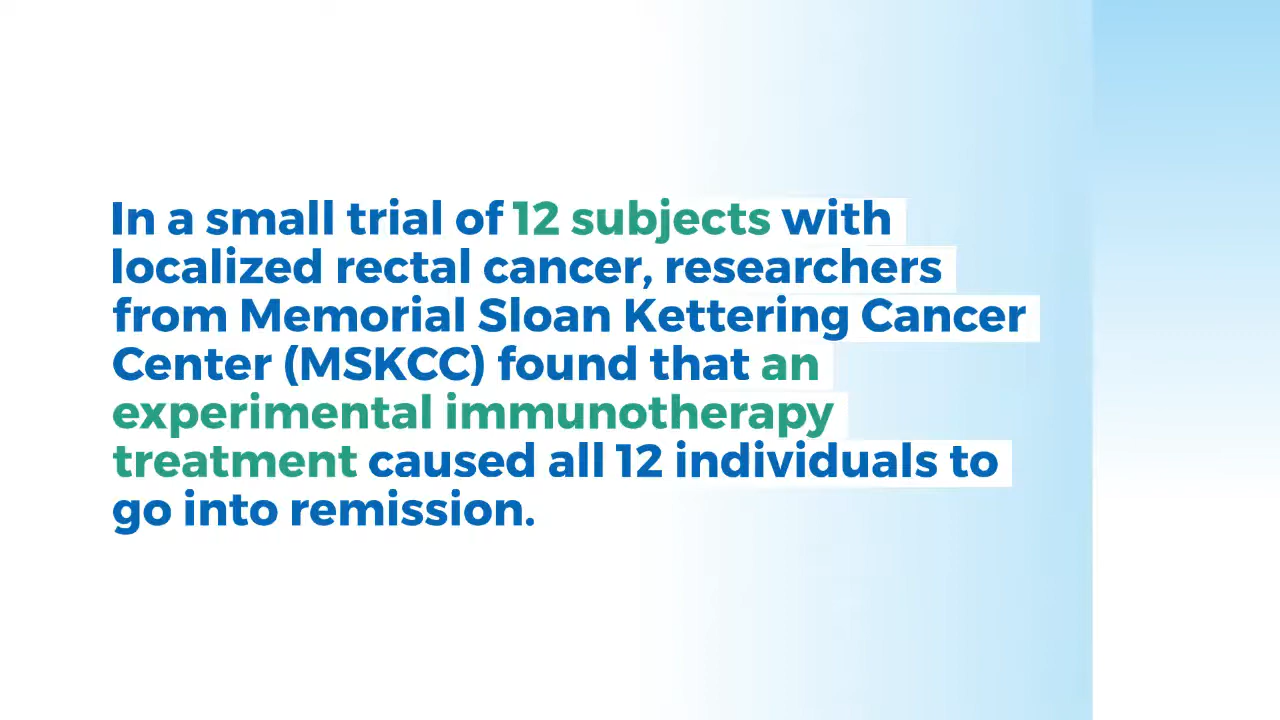 In a small trial of 12 subjects with
localized rectal cancer, researchers
from Memorial Sloan Kettering Cancer
Center (MSKCC) found that an
experimental immunotherapy
treatment caused all 12 individuals to
go into remission.